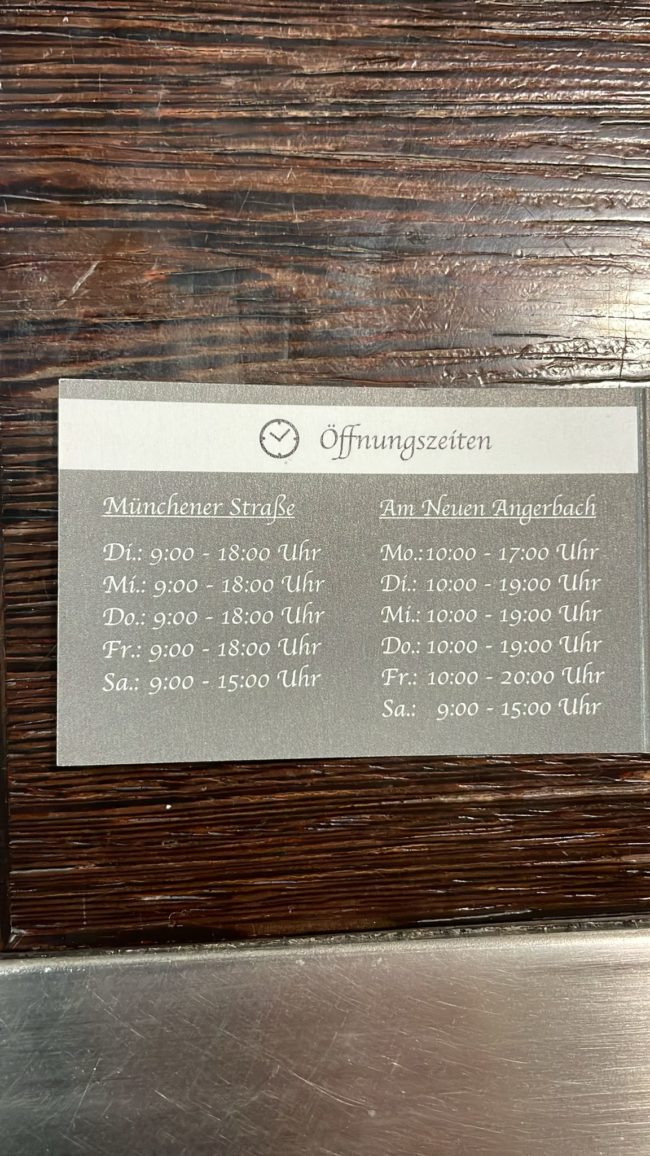 Öffnungszeiten
Münchener Straße
Di.: 9:00 - 18:00 Uhr
Mi.: 9:00 - 18:00 Uhr
Do.: 9:00 - 18:00 Uhr
Fr.: 9:00 - 18:00 Uhr
Sa.: 9:00 - 15:00 Uhr
Am Neuen Angerbach
Mo.:10:00 - 17:00 Uhr
Di.: 10:00 - 19:00 Uhr
Mi.: 10:00 - 19:00 Uhr
Do.: 10:00 - 19:00 Uhr
Fr.: 10:00 - 20:00 Uhr
Sa.: 9:00 - 15:00 Uhr